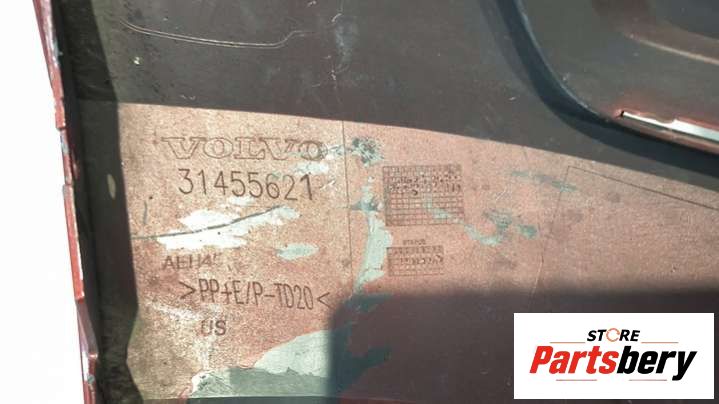 VOLVO
31455621
>PP+E/P-TD20<
US
STORE
Partsbery